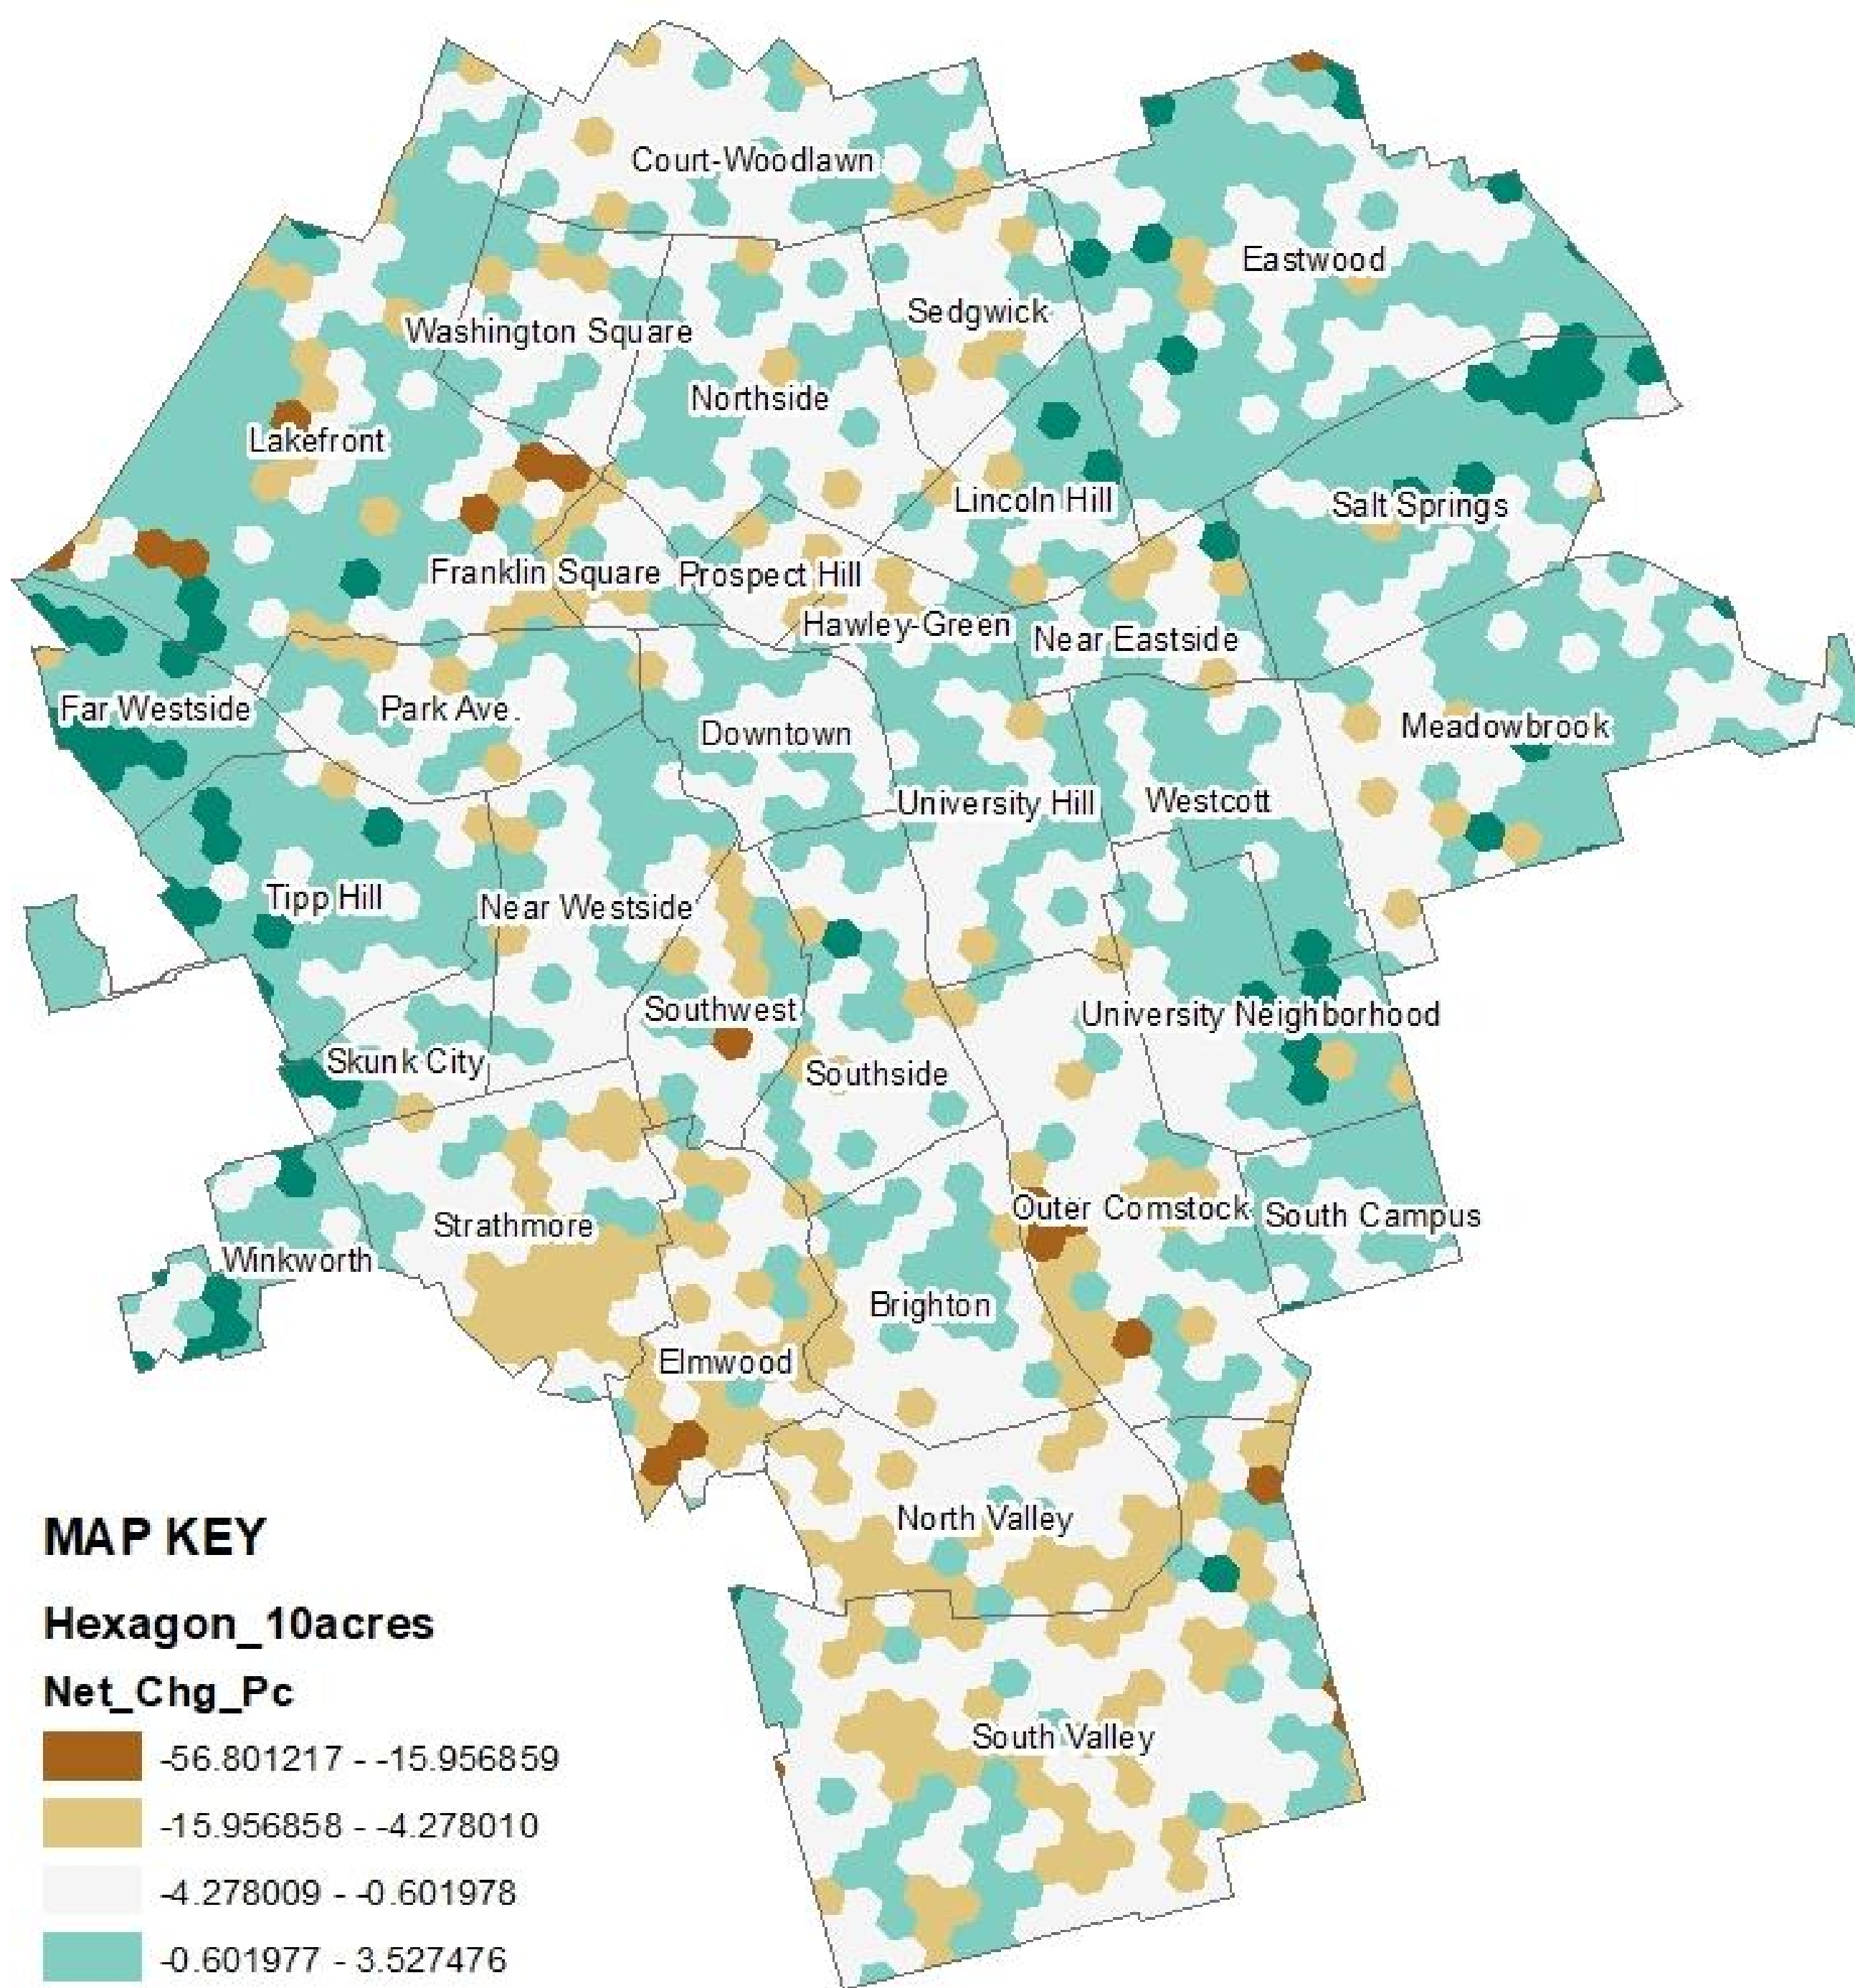 Court-Woodlawn
Eastwood
Sedgwick
Washington Square
Northside
Lakefront
Lincoln Hill
Salt Springs
Franklin Square
Prospect Hill
Hawley-Green
Near Eastside
Far Westside
Park Ave.
Downtown
Meadowbrook
University Hill
Westcott
Tipp Hill
Near Westside
Southwest
University Neighborhood
Skunk City
Southside
Outer Comstock
South Campus
Strathmore
Winkworth
Brighton
Elmwood
North Valley
South Valley
MAP KEY
Hexagon_10acres
Net_Chg_Pc
-56.801217 - -15.956859
-15.956858 - -4.278010
-4.278009 - -0.601978
-0.601977 - 3.527476